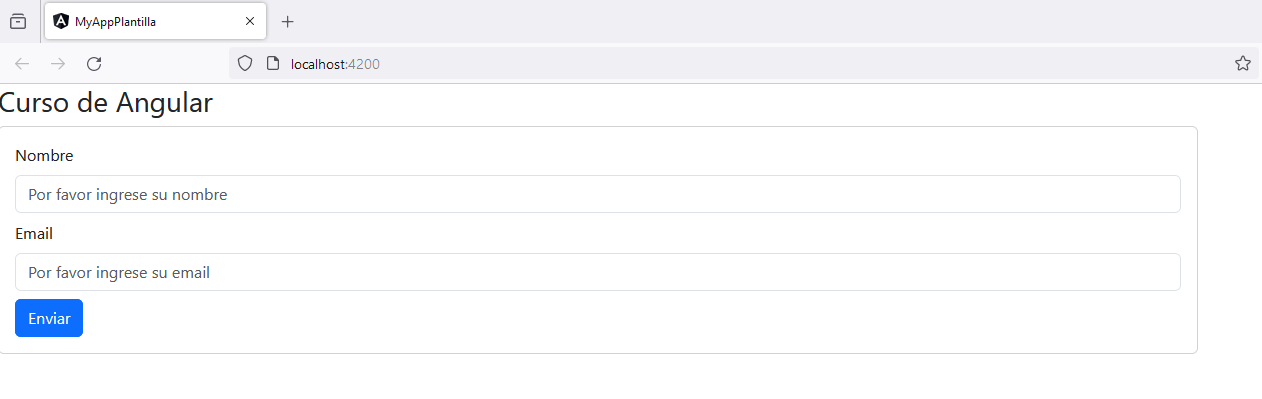 MyAppPlantilla
localhost:4200
Curso de Angular
Nombre
Por favor ingrese su nombre
Email
Por favor ingrese su email
Enviar